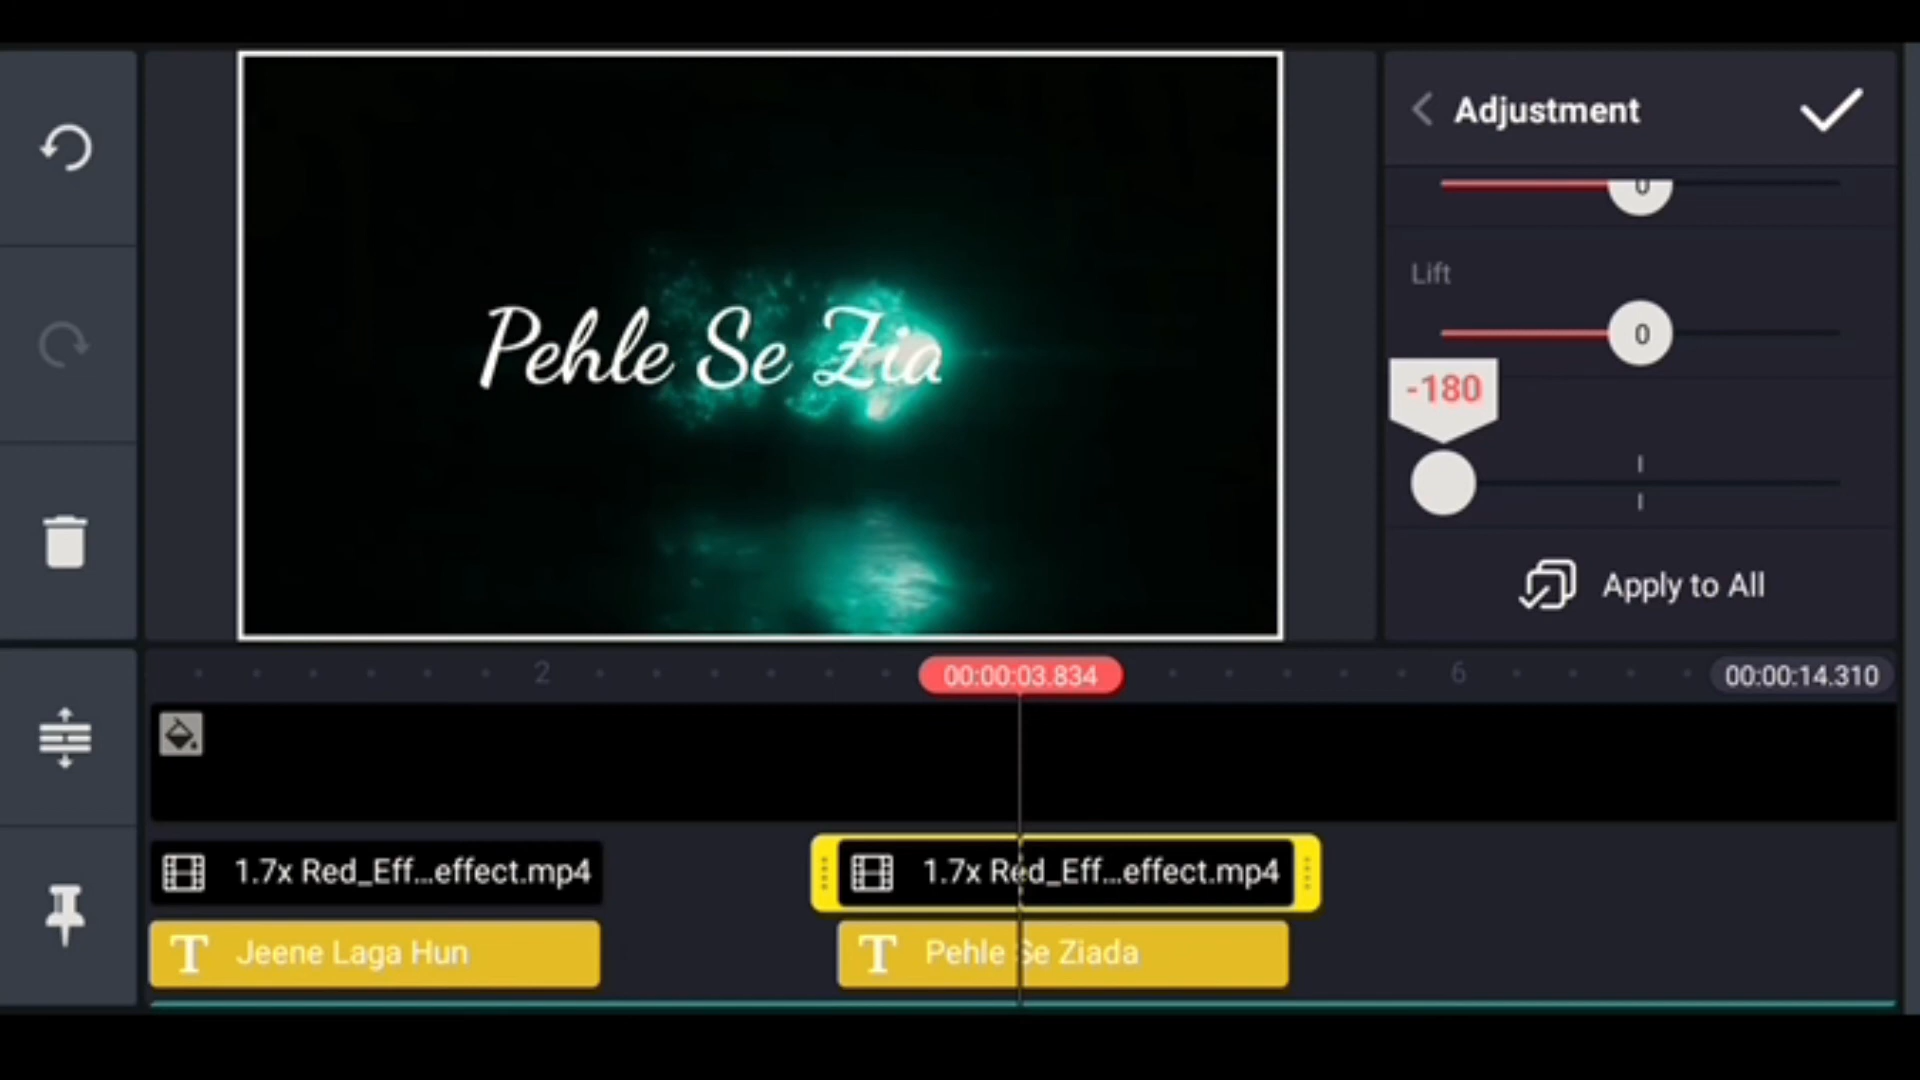 Adjustment
0
Pehle Se Zia
Lift
0
-180
Apply to All
2
00:00:03.834
6
00:00:14.310
1.7x Red_Eff...effect.mp4
1.7x Red_Eff...effect.mp4
T Jeene Laga Hun
T Pehle Se Ziada